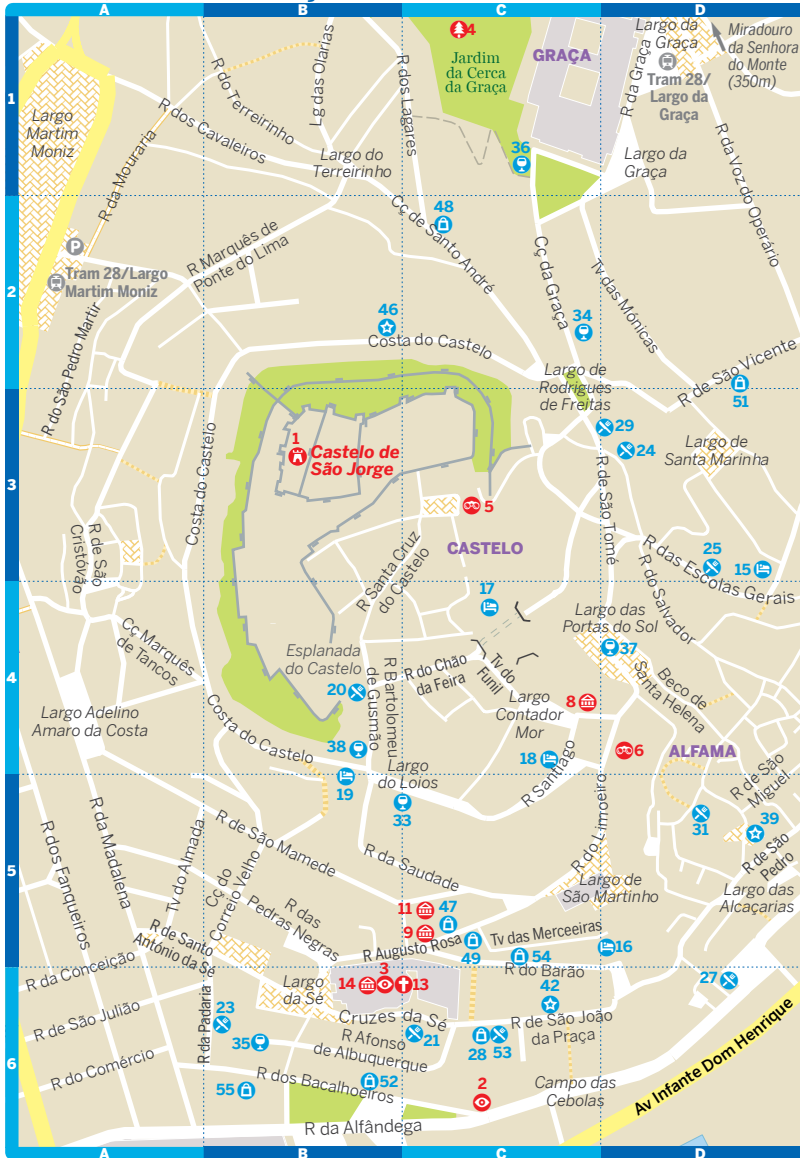 A
B
C
D
4
Jardim
da Cerca
da Graça
GRAÇA
Largo da
Graça
Miradouro
da Senhora
do Monte
(350m)
Tram 28/
Largo da
Graça
R da Graça
R do Terreirinho
Lg das Olarias
R dos Lagares
1
Largo
Martim
Moniz
R dos Cavaleiros
R da Mouraria
Largo do
Terreirinho
36
Largo da
Graça
R da Voz do Operário
48
Cç de Santo André
Cç da Graça
Tv das Mónicas
P
Tram 28/Largo
Martim Moniz
R Marquês de
Ponte do Lima
2
46
Costa do Castelo
34
R do São Pedro Martir
Largo de
Rodrigues
de Freitas
R de São Vicente
51
1
Castelo de
São Jorge
29
24
Largo de
Santa Marinha
Costa do Castelo
3
5
R de São Tomé
R de São
Cristóvão
R Santa Cruz
do Castelo
CASTELO
25
15
R das Escolas Gerais
R do Salvador
17
Largo das
Portas do Sol
37
Cç Marquês
de Tancos
Esplanada
do Castelo
20
R do Chão
da Feira
Tv do
Funil
R Bartolomeu
de Gusmão
Beco de
Santa Helena
4
Largo Adelino
Amaro da Costa
8
Largo
Contador
Mor
6
ALFAMA
Costa do Castelo
38
18
19
Largo
do Loios
33
R Santiago
R do Limoeiro
R de São
Miguel
31
39
R dos Fanqueiros
R da Madalena
Tv do Almada
Cç do
Correio Velho
R de São Mamede
R da Saudade
5
R de São
Pedro
Largo de
São Martinho
Largo das
Alcaçarias
R das
Pedras Negras
11
47
9
R Augusto Rosa
49
Tv das Merceeiras
54
16
R de Santo
António da Sé
R da Conceição
Largo
da Sé
14
3
13
R do Barão
42
27
R de São Julião
23
R da Padaria
35
Cruzes da Sé
R Afonso
de Albuquerque
21
28
53
R de São João
da Praça
6
R do Comércio
55
R dos Bacalhoeiros
52
2
Campo das
Cebolas
Av Infante Dom Henrique
R da Alfândega
A
B
C
D